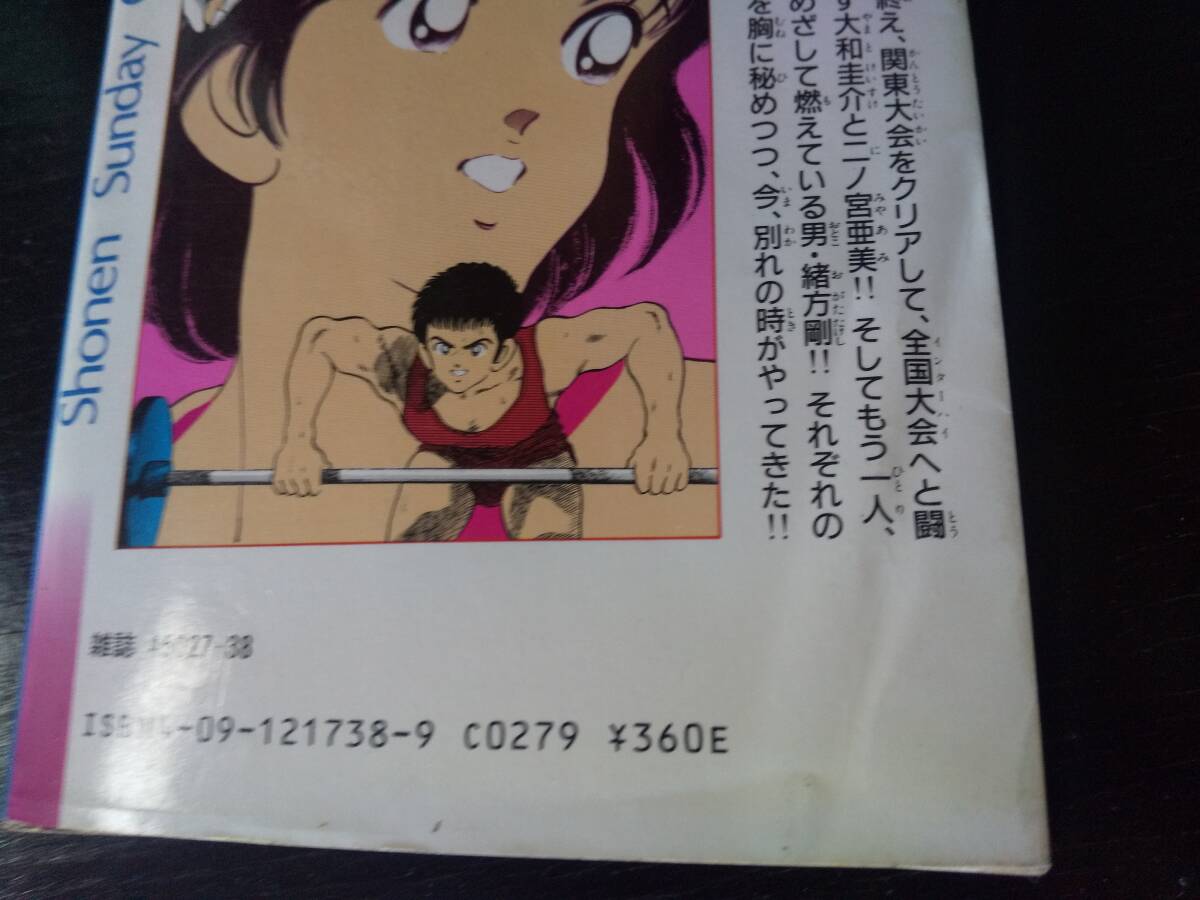 終え、関東大会をクリアして、全国大会へと闘
す大和圭介と二ノ宮亜美!! そしてもう一人、
めざして燃えている男・緒方剛!! それぞれの
を胸に秘めつつ、今、別れの時がやってきた!!
Shonen Sunday
雑誌 46027-38
ISBN4-09-121738-9 C0279 ¥360E